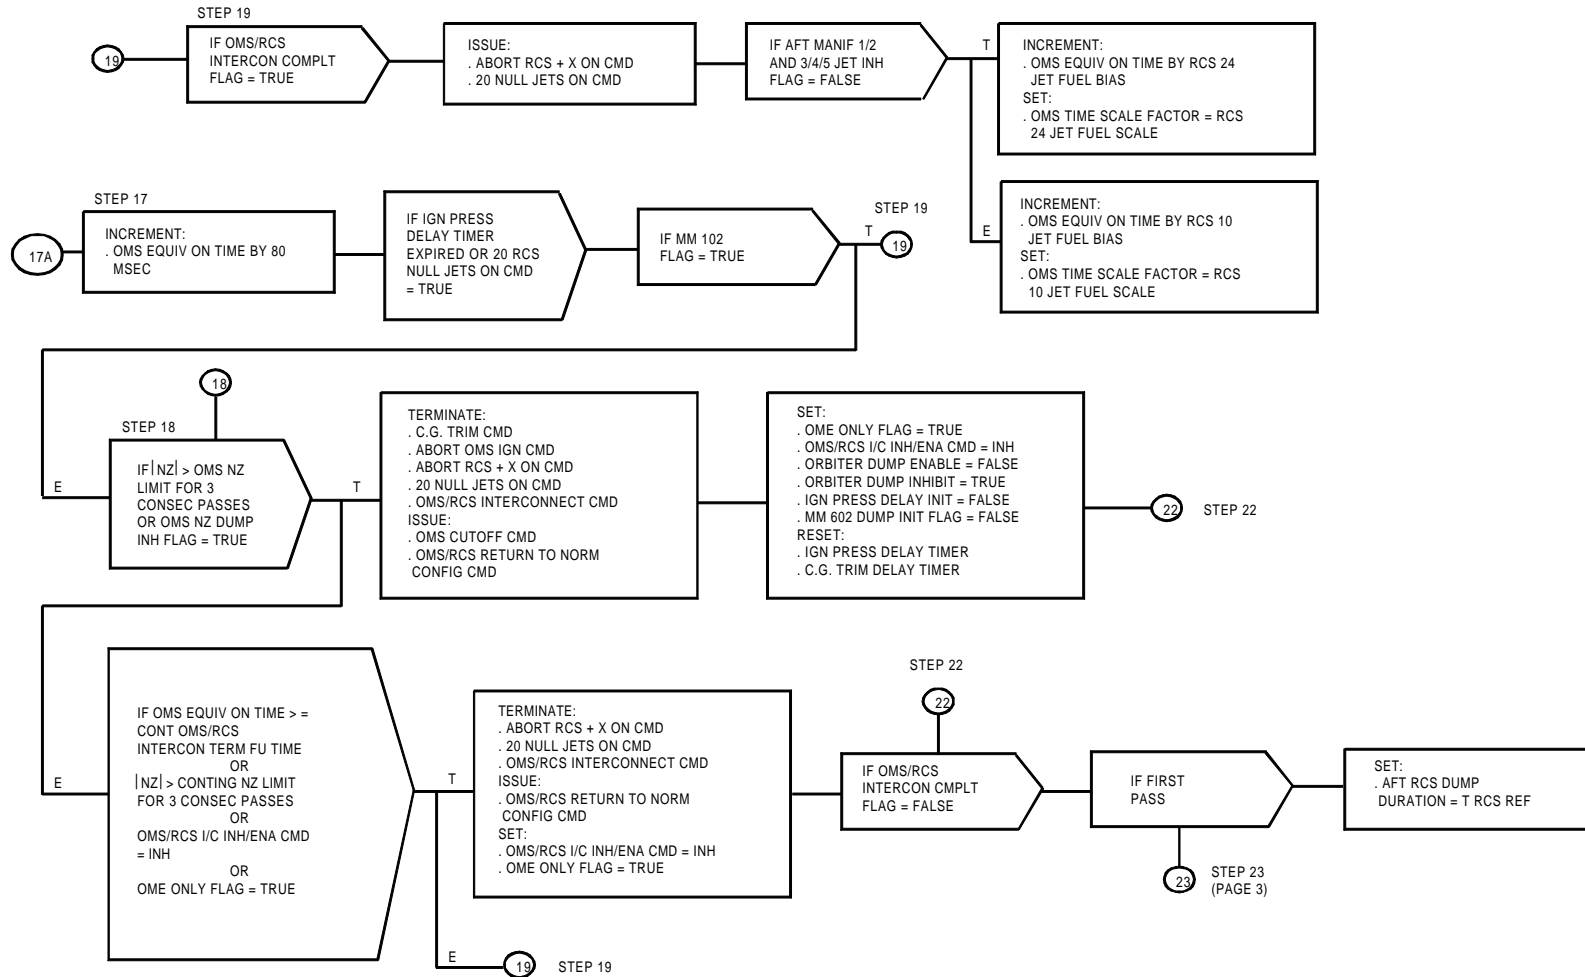 STEP 19
19
IF OMS/RCS
INTERCON COMPLT
FLAG = TRUE
ISSUE:
. ABORT RCS + X ON CMD
. 20 NULL JETS ON CMD
IF AFT MANIF 1/2
AND 3/4/5 JET INH
FLAG = FALSE
T
INCREMENT:
. OMS EQUIV ON TIME BY RCS 24
JET FUEL BIAS
SET:
. OMS TIME SCALE FACTOR = RCS
24 JET FUEL SCALE
E
INCREMENT:
. OMS EQUIV ON TIME BY RCS 10
JET FUEL BIAS
SET:
. OMS TIME SCALE FACTOR = RCS
10 JET FUEL SCALE
STEP 17
17A
INCREMENT:
. OMS EQUIV ON TIME BY 80
MSEC
IF IGN PRESS
DELAY TIMER
EXPIRED OR 20 RCS
NULL JETS ON CMD
= TRUE
IF MM 102
FLAG = TRUE
T
STEP 19
19
18
STEP 18
E
IF |NZ| > OMS NZ
LIMIT FOR 3
CONSEC PASSES
OR OMS NZ DUMP
INH FLAG = TRUE
T
TERMINATE:
. C.G. TRIM CMD
. ABORT OMS IGN CMD
. ABORT RCS + X ON CMD
. 20 NULL JETS ON CMD
. OMS/RCS INTERCONNECT CMD
ISSUE:
. OMS CUTOFF CMD
. OMS/RCS RETURN TO NORM
CONFIG CMD
SET:
. OME ONLY FLAG = TRUE
. OMS/RCS I/C INH/ENA CMD = INH
. ORBITER DUMP ENABLE = FALSE
. ORBITER DUMP INHIBIT = TRUE
. IGN PRESS DELAY INIT = FALSE
. MM 602 DUMP INIT FLAG = FALSE
RESET:
. IGN PRESS DELAY TIMER
. C.G. TRIM DELAY TIMER
22
STEP 22
E
IF OMS EQUIV ON TIME > =
CONT OMS/RCS
INTERCON TERM FU TIME
OR
|NZ| > CONTING NZ LIMIT
FOR 3 CONSEC PASSES
OR
OMS/RCS I/C INH/ENA CMD
= INH
OR
OME ONLY FLAG = TRUE
T
TERMINATE:
. ABORT RCS + X ON CMD
. 20 NULL JETS ON CMD
. OMS/RCS INTERCONNECT CMD
ISSUE:
. OMS/RCS RETURN TO NORM
CONFIG CMD
SET:
. OMS/RCS I/C INH/ENA CMD = INH
. OME ONLY FLAG = TRUE
E
19
STEP 19
STEP 22
22
IF OMS/RCS
INTERCON CMPLT
FLAG = FALSE
IF FIRST
PASS
23
STEP 23
(PAGE 3)
SET:
. AFT RCS DUMP
DURATION = T RCS REF